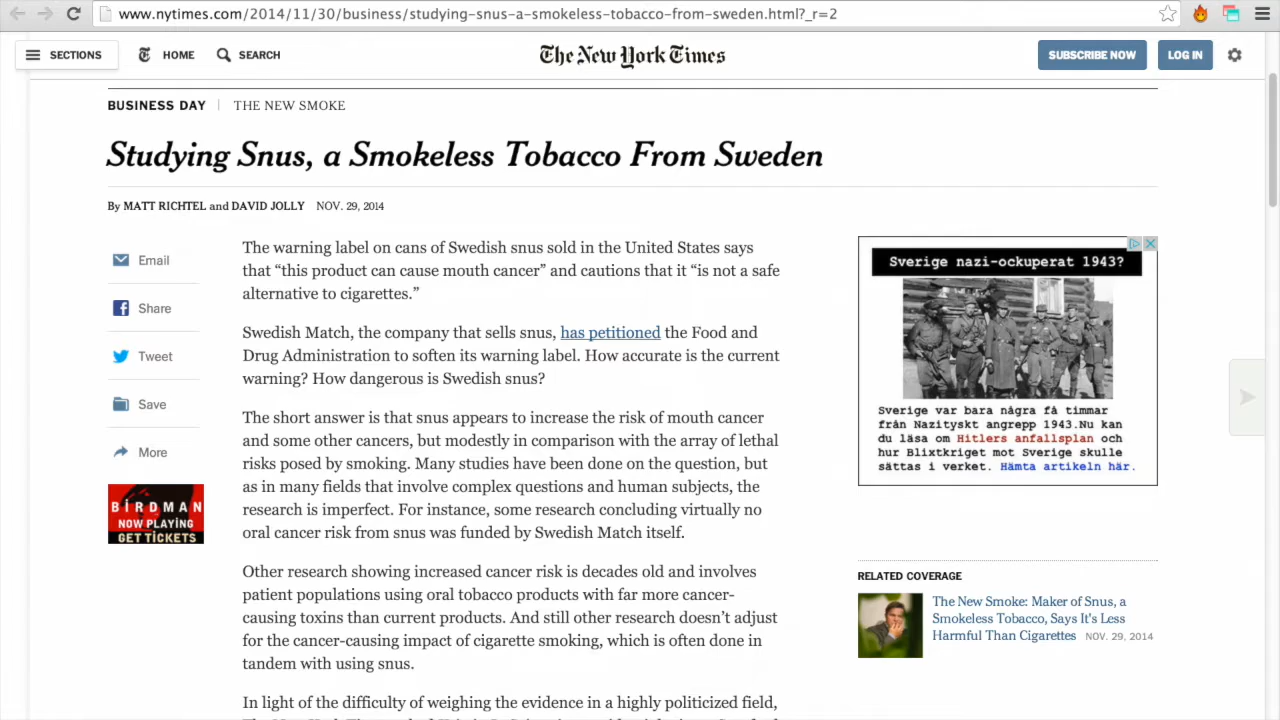 www.nytimes.com/2014/11/30/business/studying-snus-a-smokeless-tobacco-from-sweden.html?_r=2
SECTIONS
HOME
SEARCH
The New York Times
SUBSCRIBE NOW
LOG IN
BUSINESS DAY | THE NEW SMOKE
Studying Snus, a Smokeless Tobacco From Sweden
By MATT RICHTEL and DAVID JOLLY NOV. 29, 2014
Email
Share
Tweet
Save
More
BIRDMAN
NOW PLAYING
GET TICKETS
The warning label on cans of Swedish snus sold in the United States says
that “this product can cause mouth cancer” and cautions that it “is not a safe
alternative to cigarettes.”
Swedish Match, the company that sells snus, has petitioned the Food and
Drug Administration to soften its warning label. How accurate is the current
warning? How dangerous is Swedish snus?
The short answer is that snus appears to increase the risk of mouth cancer
and some other cancers, but modestly in comparison with the array of lethal
risks posed by smoking. Many studies have been done on the question, but
as in many fields that involve complex questions and human subjects, the
research is imperfect. For instance, some research concluding virtually no
oral cancer risk from snus was funded by Swedish Match itself.
Other research showing increased cancer risk is decades old and involves
patient populations using oral tobacco products with far more cancer-
causing toxins than current products. And still other research doesn’t adjust
for the cancer-causing impact of cigarette smoking, which is often done in
tandem with using snus.
In light of the difficulty of weighing the evidence in a highly politicized field,
Sverige nazi-ockuperat 1943?
Sverige var bara några få timmar
från Nazityskt angrepp 1943.Nu kan
du läsa om Hitlers anfallsplan och
hur Blixtkriget mot Sverige skulle
sättas i verket. Hämta artikeln här.
RELATED COVERAGE
The New Smoke: Maker of Snus, a
Smokeless Tobacco, Says It’s Less
Harmful Than Cigarettes NOV. 29, 2014